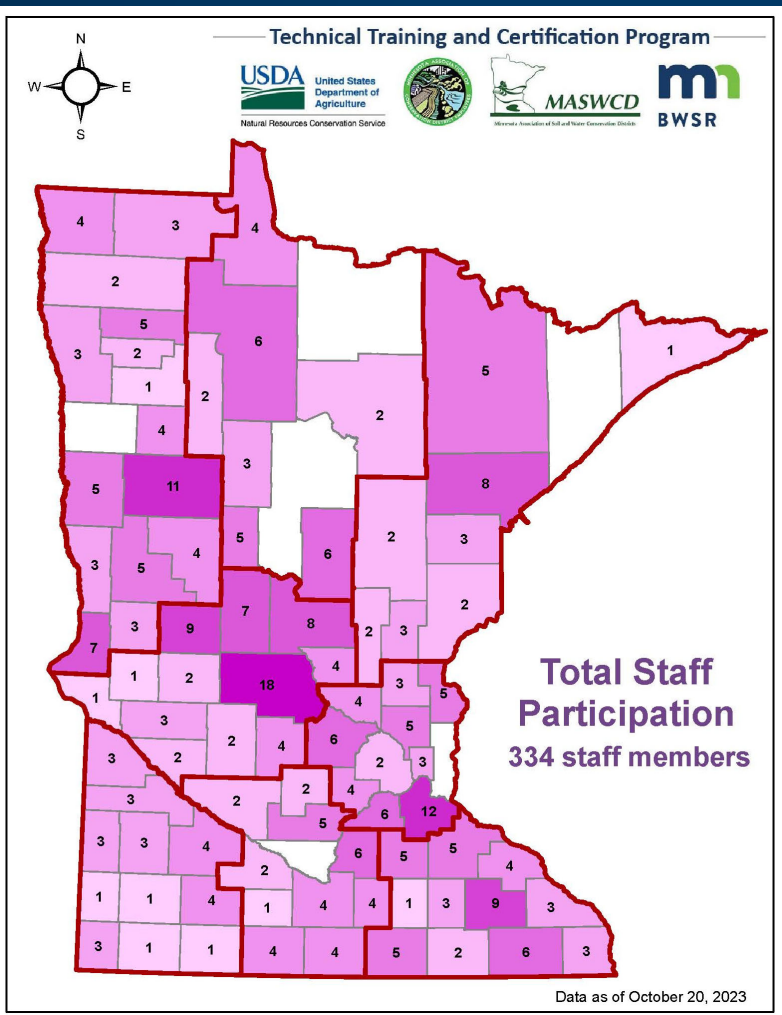 Technical Training and Certification Program
N
W E
S
USDA
United States
Department of
Agriculture
Natural Resources Conservation Service
MASWCD
Minnesota Association of Soil and Water Conservation Districts
mn
BWSR
4 3 4
2
5
6
3 2 1
5
1
2
2
4
3
5 11 8
5 2 3
4 6
3 5
2
7
3 9 8
2 3
7
4
1 2 18 3
1 4 5
3 5
2 4 6
3 2 2 3
2 4
3 2
6 12
5
3 3 4 6 5 5
2 4
1 1 4 1 4 4 1 3 9 3
3 1 1 4 4 5 2 6 3
Total Staff
Participation
334 staff members
Data as of October 20, 2023